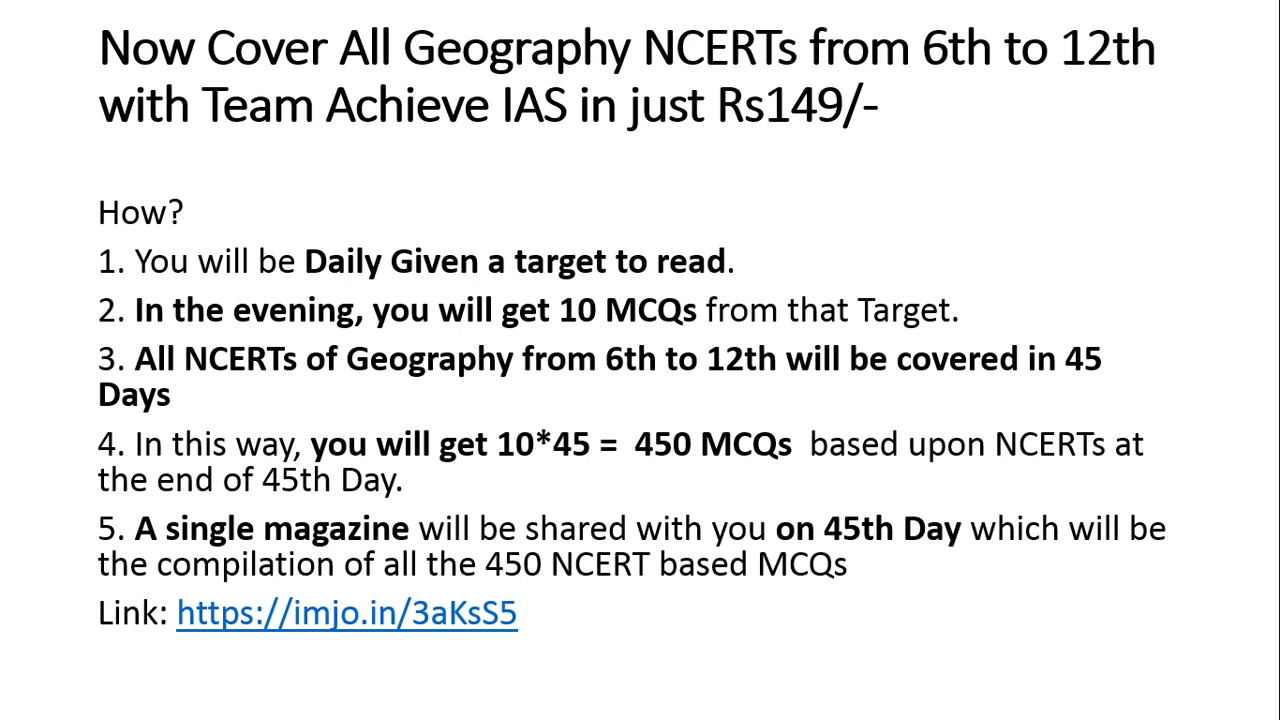 Now Cover All Geography NCERTs from 6th to 12th
with Team Achieve IAS in just Rs149/-
How?
1. You will be Daily Given a target to read.
2. In the evening, you will get 10 MCQs from that Target.
3. All NCERTs of Geography from 6th to 12th will be covered in 45
Days
4. In this way, you will get 10*45 =  450 MCQs  based upon NCERTs at
the end of 45th Day.
5. A single magazine will be shared with you on 45th Day which will be
the compilation of all the 450 NCERT based MCQs
Link: https://imjo.in/3aKsS5